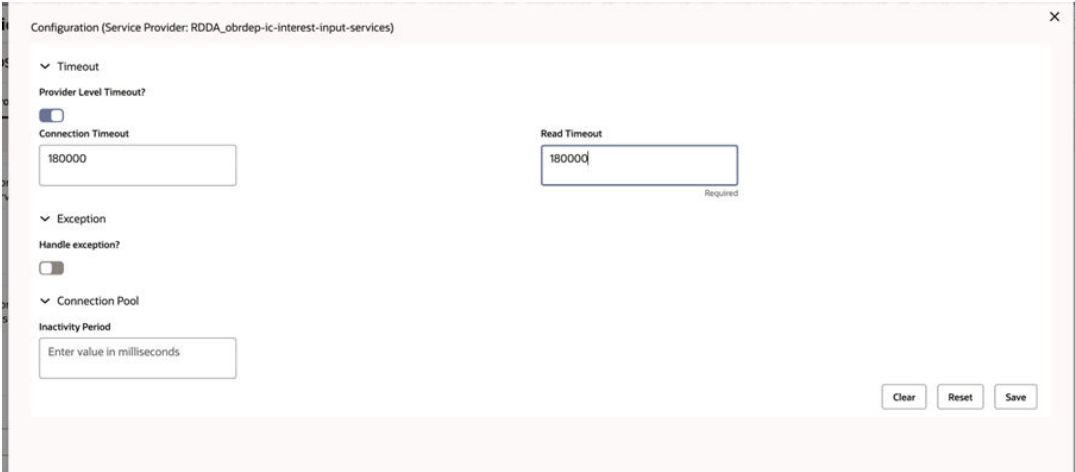 Configuration (Service Provider: RDDA_obrdep-ic-interest-input-services)
Timeout
Provider Level Timeout?
Connection Timeout
Read Timeout
180000
180000
Required
Exception
Handle exception?
Connection Pool
Inactivity Period
Enter value in milliseconds
Clear Reset Save